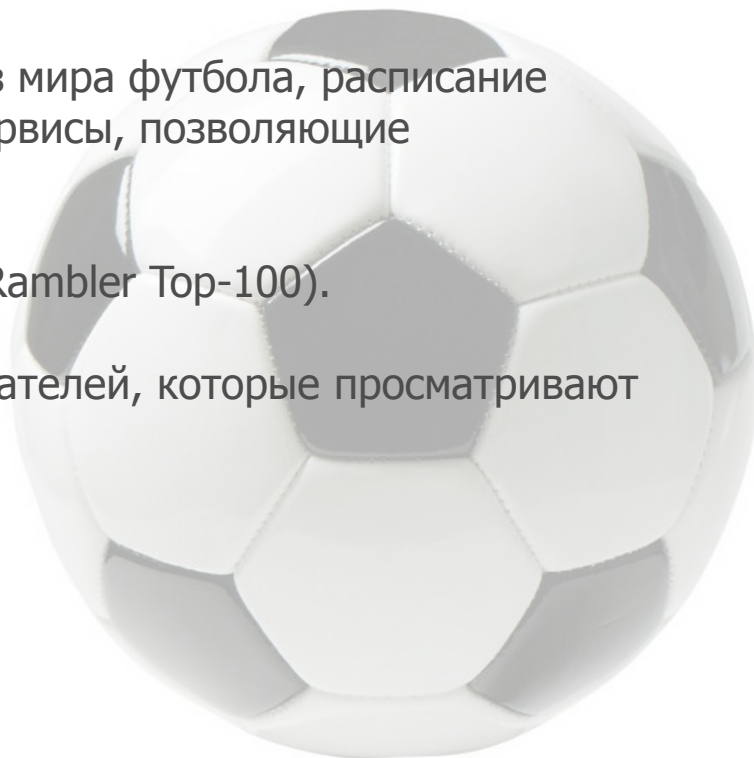 мира футбола, расписание
рвисы, позволяющие
Rambler Top-100).
ателей, которые просматривают